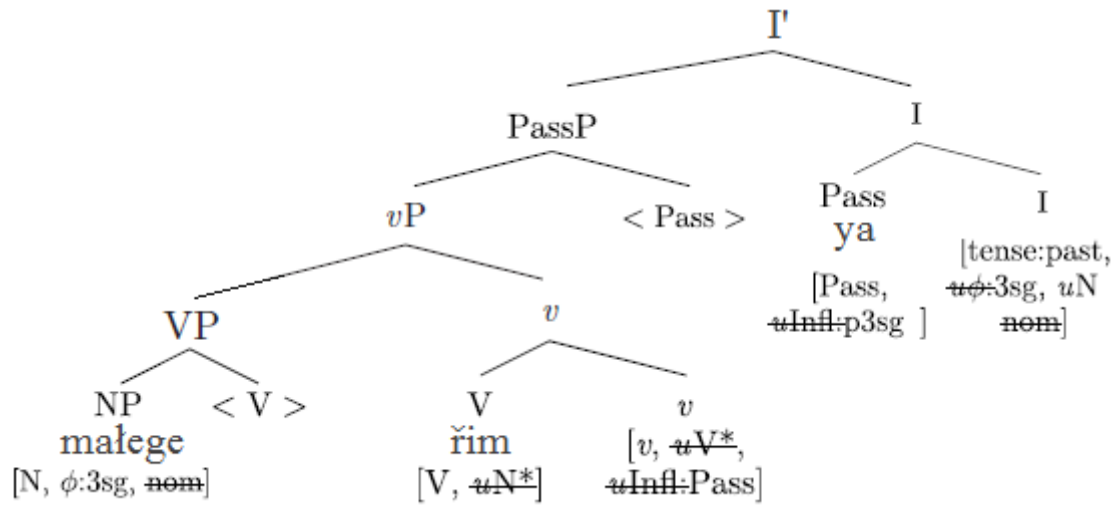 I'
PassP I
vP < Pass > Pass I
ya
VP v [Pass, [tense:past,
uInfl:p3sg ] uϕ:3sg, uN
nom]
NP < V > V v
małege řim [v, uV*,
[N, ϕ:3sg, nom] [V, uN*] uInfl:Pass]